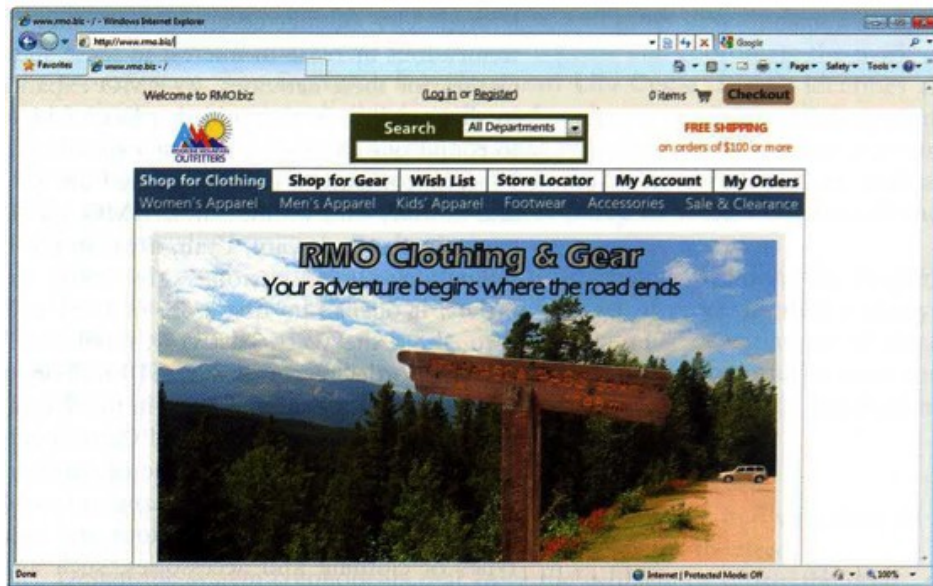 www.rmo.biz - / - Windows Internet Explorer
http://www.rmo.biz/
Google
Favorites www.rmo.biz - / Page Safety Tools
Welcome to RMO.biz (Log in or Register) 0 items Checkout
Search All Departments FREE SHIPPING
on orders of $100 or more
OUTFITTERS
Shop for Clothing Shop for Gear Wish List Store Locator My Account My Orders
Women's Apparel Men's Apparel Kids' Apparel Footwear Accessories Sale & Clearance
RMO Clothing & Gear
Your adventure begins where the road ends
Done Internet | Protected Mode: Off 100%